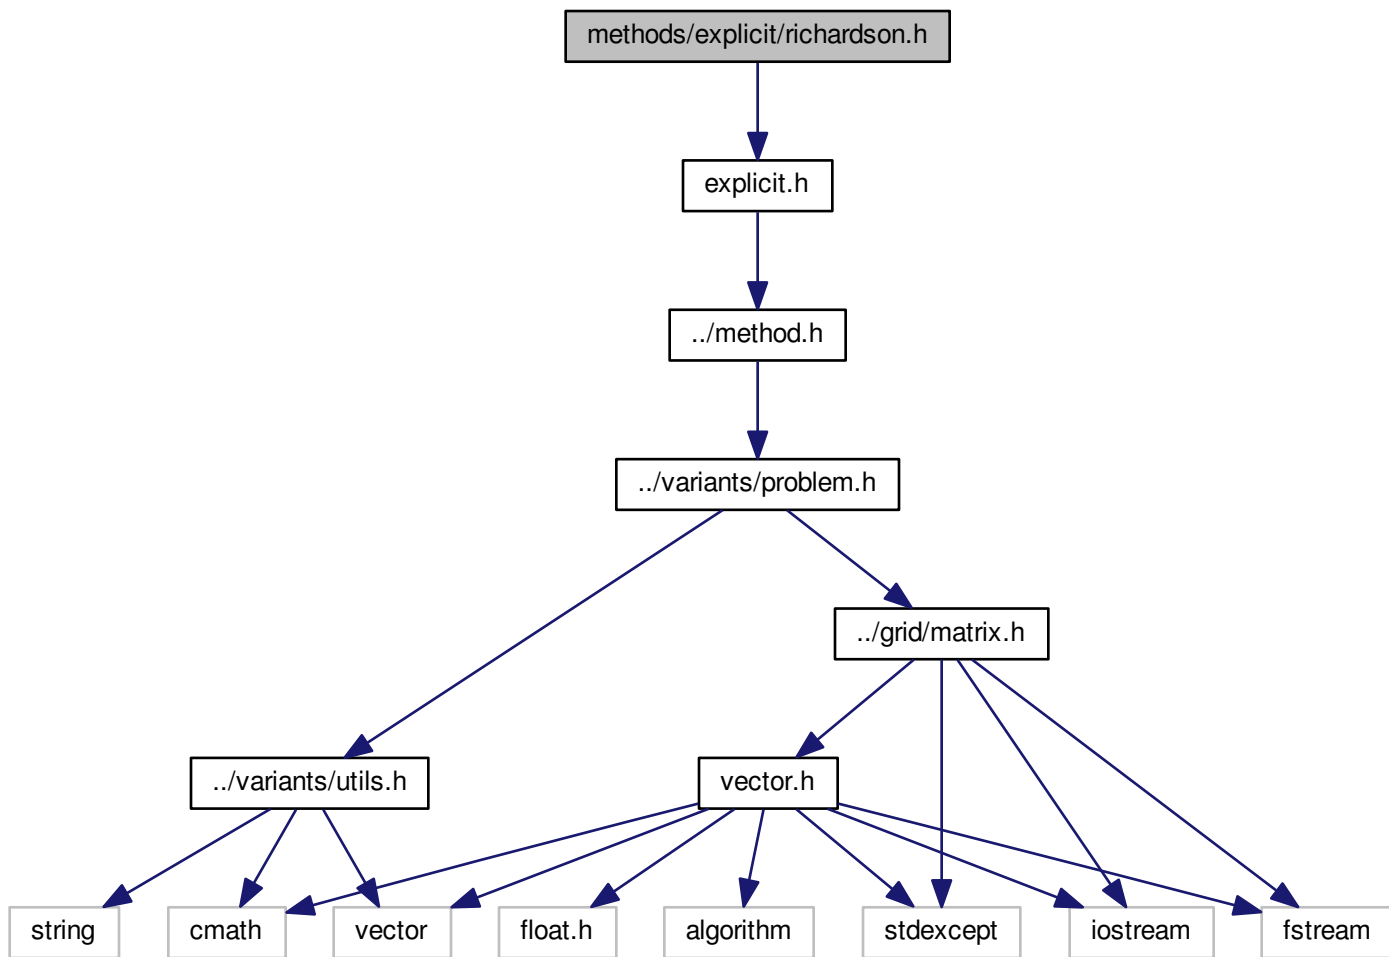 methods/explicit/richardson.h
explicit.h
../method.h
../variants/problem.h
../grid/matrix.h
../variants/utils.h
vector.h
string
cmath
vector
float.h
algorithm
stdexcept
iostream
fstream